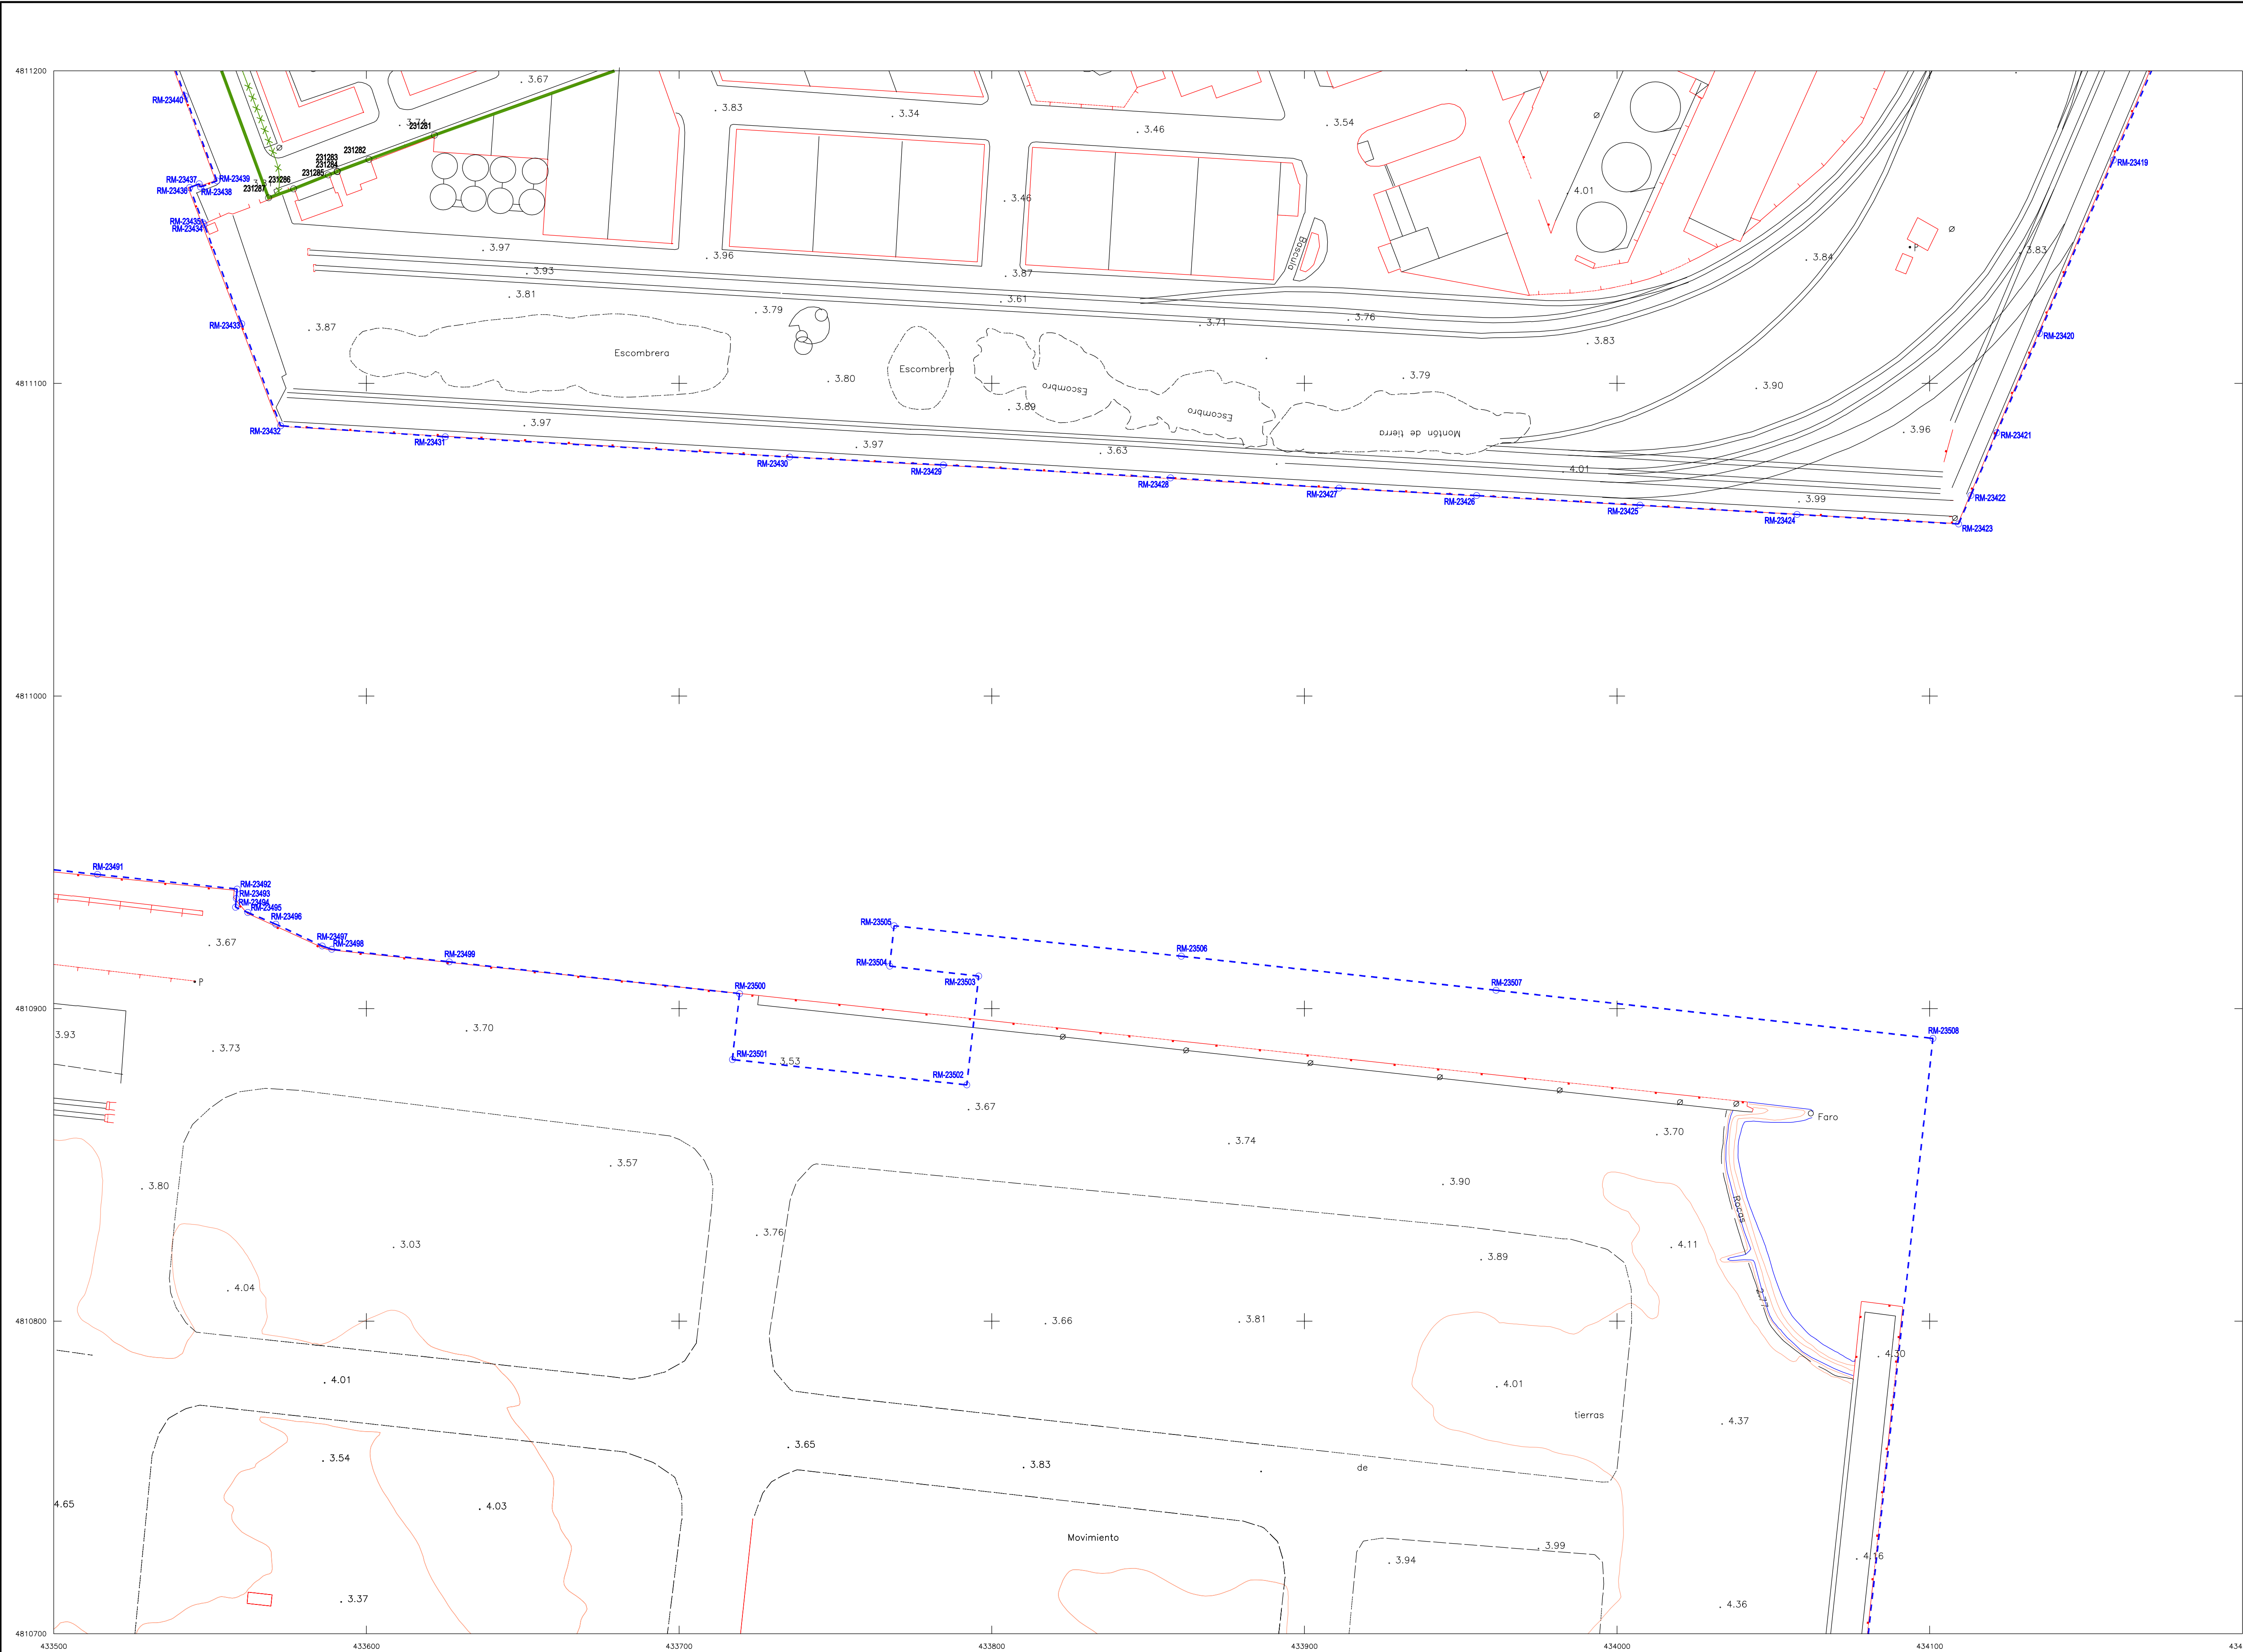 4811200
RM-23440
. 3.67
. 3.74
231281
231282
231283
231284
231285
231286
231287
. 3.83
. 3.34
. 3.46
. 3.54
RM-23419
RM-23437
RM-23436
RM-23439
RM-23438
RM-23435
RM-23434
. 3.46
. 4.01
Bascula
. 3.97
. 3.96
. 3.93
. 3.87
. 3.84
P
. 3.83
. 3.81
. 3.61
. 3.79
. 3.71
. 3.76
. 3.87
RM-23433
RM-23420
. 3.83
Escombrera
Escombrera
. 3.80
4811100
Escombro
. 3.79
. 3.90
. 3.89
Escombro
. 3.97
RM-23432
RM-23431
. 3.97
Montón de tierra
. 3.96
RM-23421
. 3.63
RM-23430
RM-23429
. 4.01
RM-23428
RM-23427
RM-23426
. 3.99
RM-23422
RM-23425
RM-23424
RM-23423
4811000
RM-23491
RM-23492
RM-23493
RM-23494
RM-23495
RM-23496
RM-23497
RM-23498
RM-23499
. 3.67
P
RM-23505
RM-23506
RM-23504
RM-23503
RM-23507
RM-23500
4810900
. 3.70
RM-23508
3.93
. 3.73
RM-23501
. 3.53
RM-23502
. 3.67
Faro
. 3.74
. 3.70
. 3.57
. 3.80
. 3.90
Rocas
. 3.76
. 3.03
. 3.89
. 4.11
. 4.04
2.77
4810800
. 3.66
. 3.81
. 4.30
. 4.01
. 4.01
tierras
. 4.37
. 3.65
. 3.54
. 3.83
de
4.65
. 4.03
Movimiento
. 3.99
. 3.94
. 4.16
. 3.37
. 4.36
4810700
433500
433600
433700
433800
433900
434000
434100